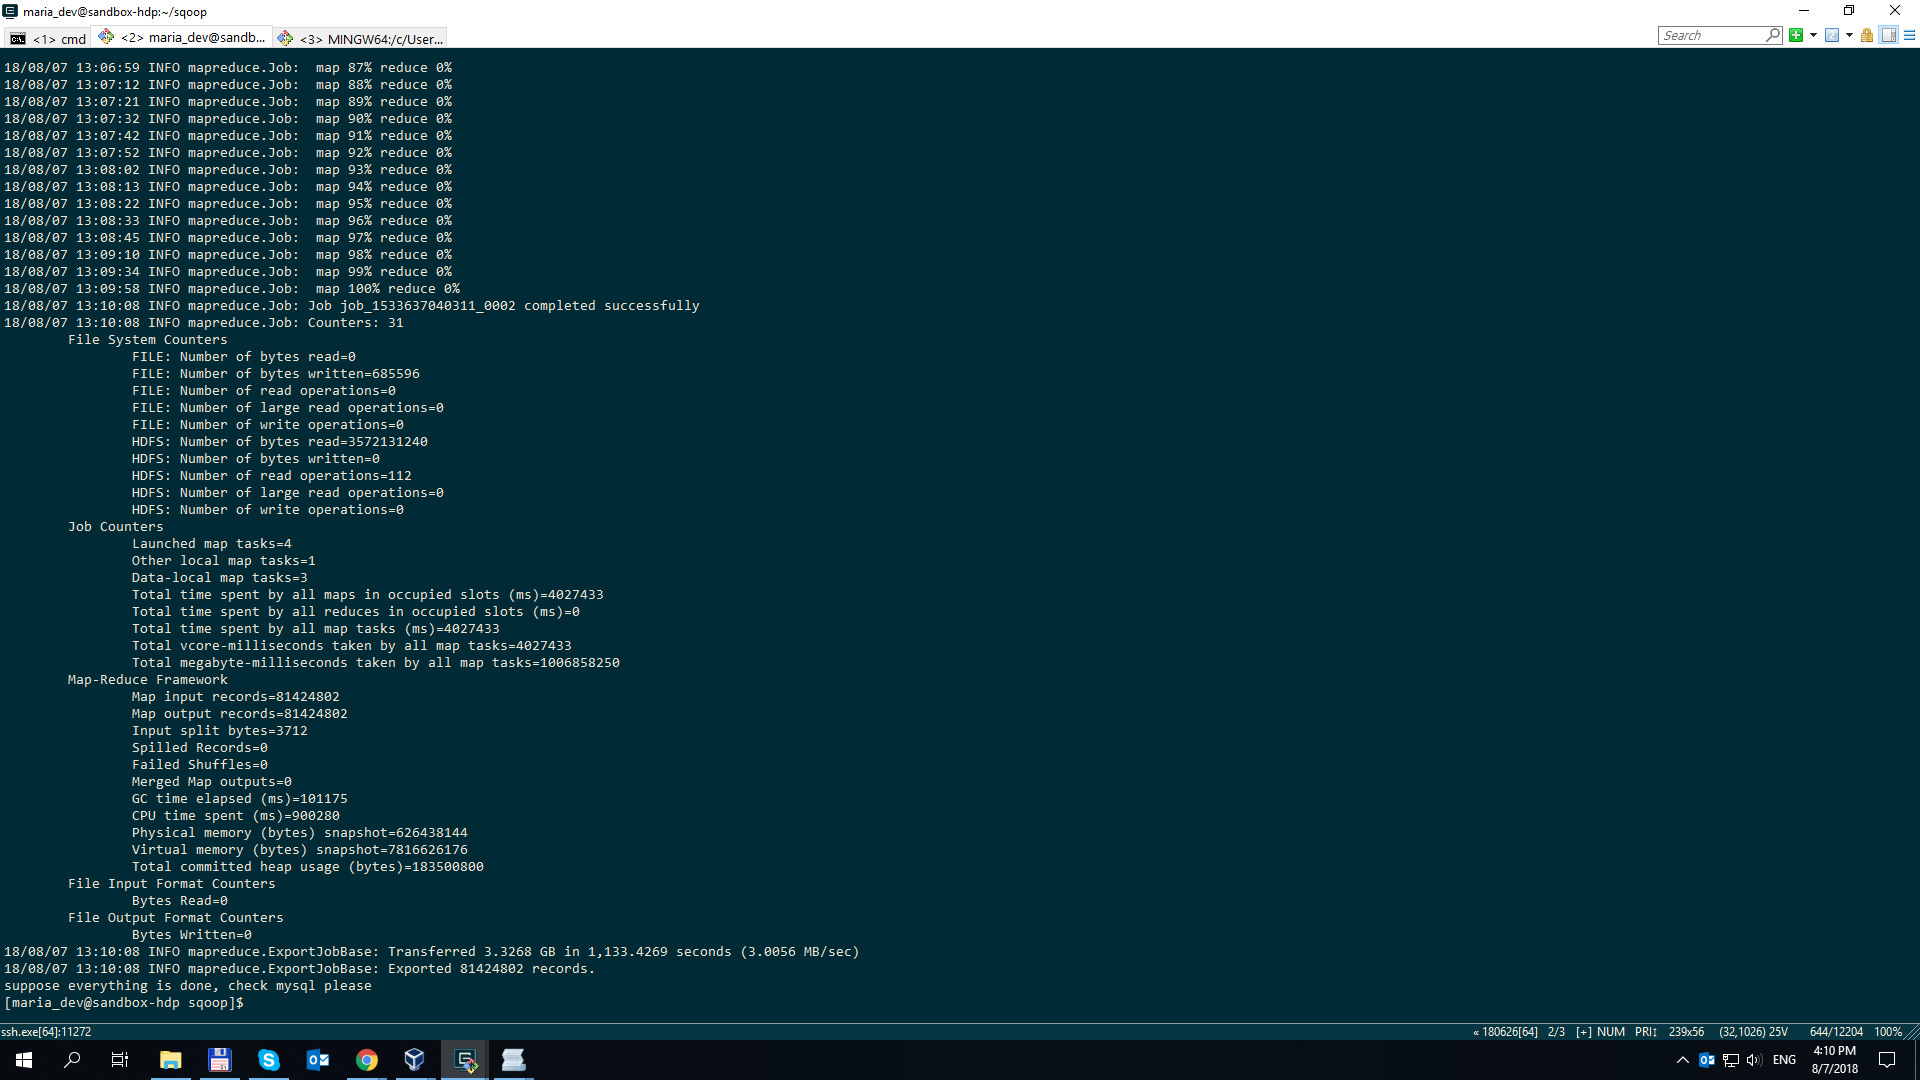 maria_dev@sandbox-hdp:~/sqoop
<1> cmd
<2> maria_dev@sandb...
<3> MINGW64:/c/User...
Search
18/08/07 13:06:59 INFO mapreduce.Job:  map 87% reduce 0%
18/08/07 13:07:12 INFO mapreduce.Job:  map 88% reduce 0%
18/08/07 13:07:21 INFO mapreduce.Job:  map 89% reduce 0%
18/08/07 13:07:32 INFO mapreduce.Job:  map 90% reduce 0%
18/08/07 13:07:42 INFO mapreduce.Job:  map 91% reduce 0%
18/08/07 13:07:52 INFO mapreduce.Job:  map 92% reduce 0%
18/08/07 13:08:02 INFO mapreduce.Job:  map 93% reduce 0%
18/08/07 13:08:13 INFO mapreduce.Job:  map 94% reduce 0%
18/08/07 13:08:22 INFO mapreduce.Job:  map 95% reduce 0%
18/08/07 13:08:33 INFO mapreduce.Job:  map 96% reduce 0%
18/08/07 13:08:45 INFO mapreduce.Job:  map 97% reduce 0%
18/08/07 13:09:10 INFO mapreduce.Job:  map 98% reduce 0%
18/08/07 13:09:34 INFO mapreduce.Job:  map 99% reduce 0%
18/08/07 13:09:58 INFO mapreduce.Job:  map 100% reduce 0%
18/08/07 13:10:08 INFO mapreduce.Job: Job job_1533637040311_0002 completed successfully
18/08/07 13:10:08 INFO mapreduce.Job: Counters: 31
File System Counters
FILE: Number of bytes read=0
FILE: Number of bytes written=685596
FILE: Number of read operations=0
FILE: Number of large read operations=0
FILE: Number of write operations=0
HDFS: Number of bytes read=3572131240
HDFS: Number of bytes written=0
HDFS: Number of read operations=112
HDFS: Number of large read operations=0
HDFS: Number of write operations=0
Job Counters
Launched map tasks=4
Other local map tasks=1
Data-local map tasks=3
Total time spent by all maps in occupied slots (ms)=4027433
Total time spent by all reduces in occupied slots (ms)=0
Total time spent by all map tasks (ms)=4027433
Total vcore-milliseconds taken by all map tasks=4027433
Total megabyte-milliseconds taken by all map tasks=1006858250
Map-Reduce Framework
Map input records=81424802
Map output records=81424802
Input split bytes=3712
Spilled Records=0
Failed Shuffles=0
Merged Map outputs=0
GC time elapsed (ms)=101175
CPU time spent (ms)=900280
Physical memory (bytes) snapshot=626438144
Virtual memory (bytes) snapshot=7816626176
Total committed heap usage (bytes)=183500800
File Input Format Counters
Bytes Read=0
File Output Format Counters
Bytes Written=0
18/08/07 13:10:08 INFO mapreduce.ExportJobBase: Transferred 3.3268 GB in 1,133.4269 seconds (3.0056 MB/sec)
18/08/07 13:10:08 INFO mapreduce.ExportJobBase: Exported 81424802 records.
suppose everything is done, check mysql please
[maria_dev@sandbox-hdp sqoop]$
ssh.exe[64]:11272
« 180626[64] 2/3 [+] NUM PRI↕ 239x56 (32,1026) 25V 644/12204 100%
ENG
4:10 PM
8/7/2018